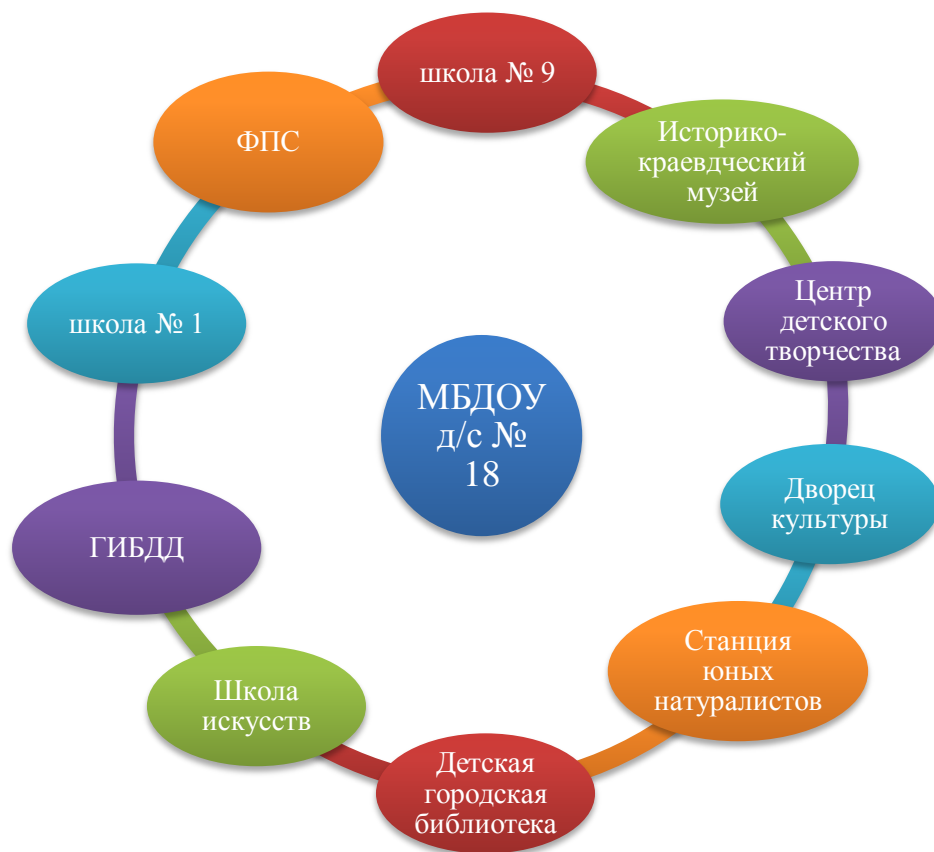 школа № 9
Историко-
краевдческий
музей
Центр
детского
творчества
Дворец
культуры
Станция
юных
натуралистов
Детская
городская
библиотека
Школа
искусств
ГИБДД
школа № 1
ФПС
МБДОУ
д/с №
18